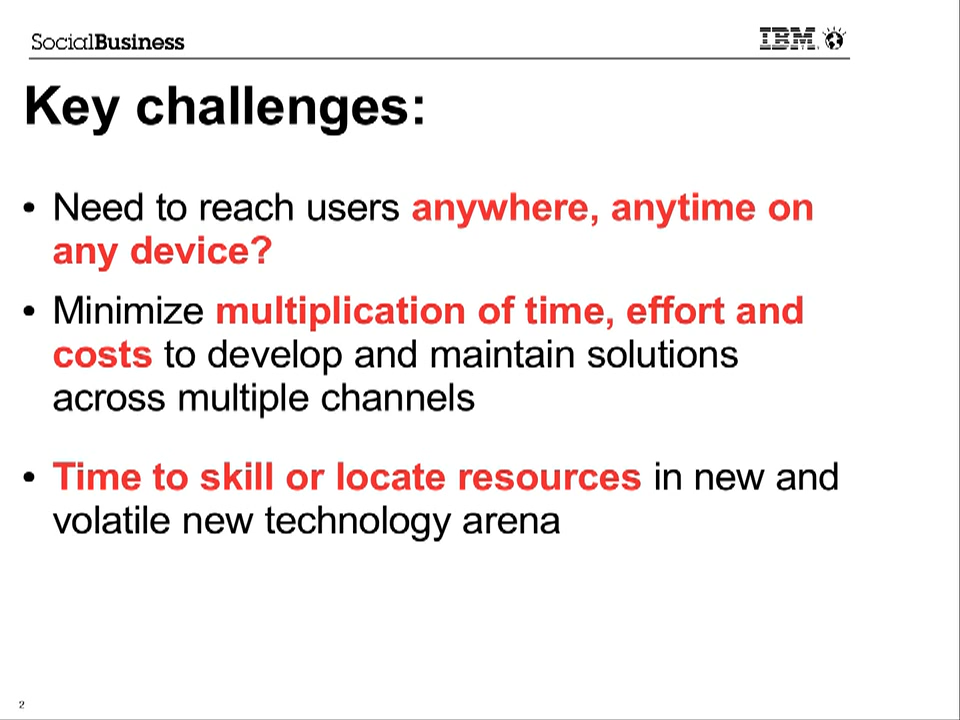 SocialBusiness
IBM
Key challenges:
• Need to reach users anywhere, anytime on
any device?
• Minimize multiplication of time, effort and
costs to develop and maintain solutions
across multiple channels
• Time to skill or locate resources in new and
volatile new technology arena
2